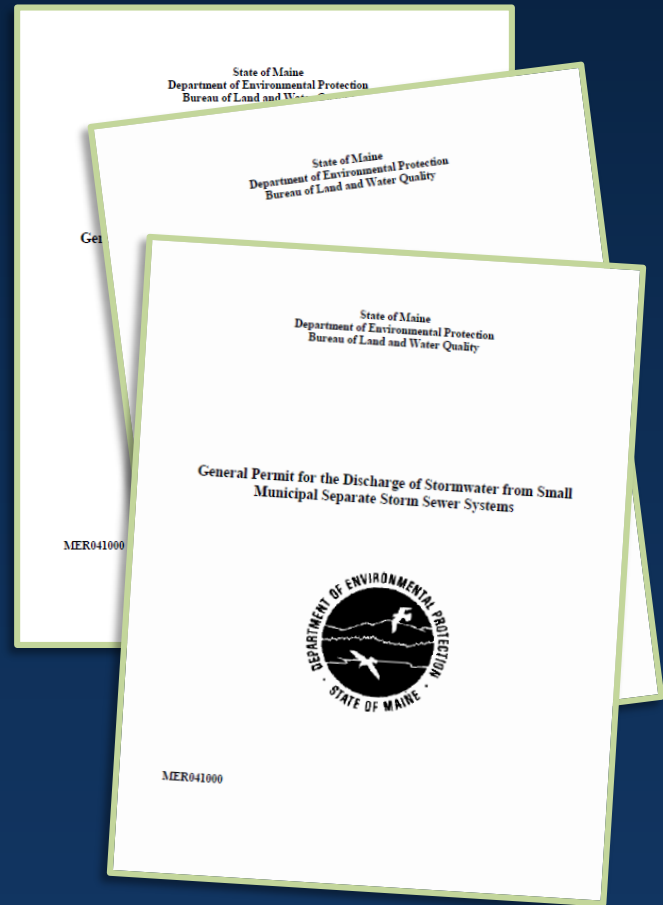 State of Maine
Department of Environmental Protection
Bureau of Land and
MER041000
State of Maine
Department of Environmental Protection
Bureau of Land and Water Quality
State of Maine
Department of Environmental Protection
Bureau of Land and Water Quality
General Permit for the Discharge of Stormwater from Small
Municipal Separate Storm Sewer Systems
DEPARTMENT OF ENVIRONMENTAL PROTECTION
STATE OF MAINE
MER041000